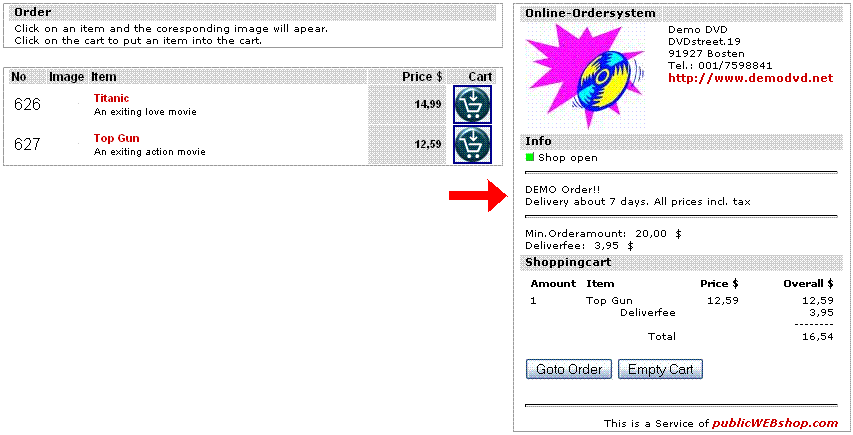 Order
Click on an item and the coresponding image will apear.
Click on the cart to put an item into the cart.
No Image Item Price $ Cart
626 Titanic 14,99
An exiting love movie
627 Top Gun 12,59
An exiting action movie
Online-Ordersystem
Demo DVD
DVDstreet.19
91927 Bosten
Tel.: 001/7598841
http://www.demodvd.net
Info
Shop open
DEMO Order!!
Delivery about 7 days. All prices incl. tax
Min.Orderamount: 20,00 $
Deliverfee: 3,95 $
Shoppingcart
Amount Item Price $ Overall $
1 Top Gun 12,59 12,59
Deliverfee 3,95
--------
Total 16,54
Goto Order Empty Cart
This is a Service of publicWEBshop.com